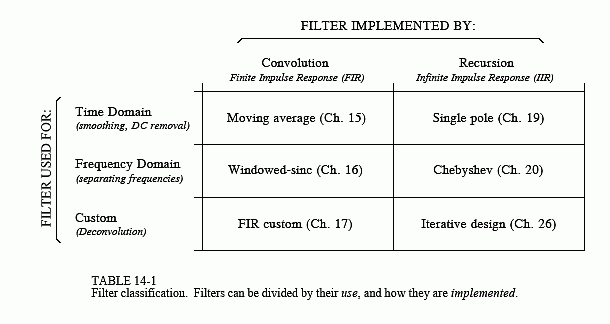 FILTER IMPLEMENTED BY:
Convolution
Finite Impulse Response (FIR)
Recursion
Infinite Impulse Response (IIR)
FILTER USED FOR:
Time Domain
(smoothing, DC removal)
Moving average (Ch. 15)
Single pole (Ch. 19)
Frequency Domain
(separating frequencies)
Windowed-sinc (Ch. 16)
Chebyshev (Ch. 20)
Custom
(Deconvolution)
FIR custom (Ch. 17)
Iterative design (Ch. 26)
TABLE 14-1
Filter classification. Filters can be divided by their use, and how they are implemented.